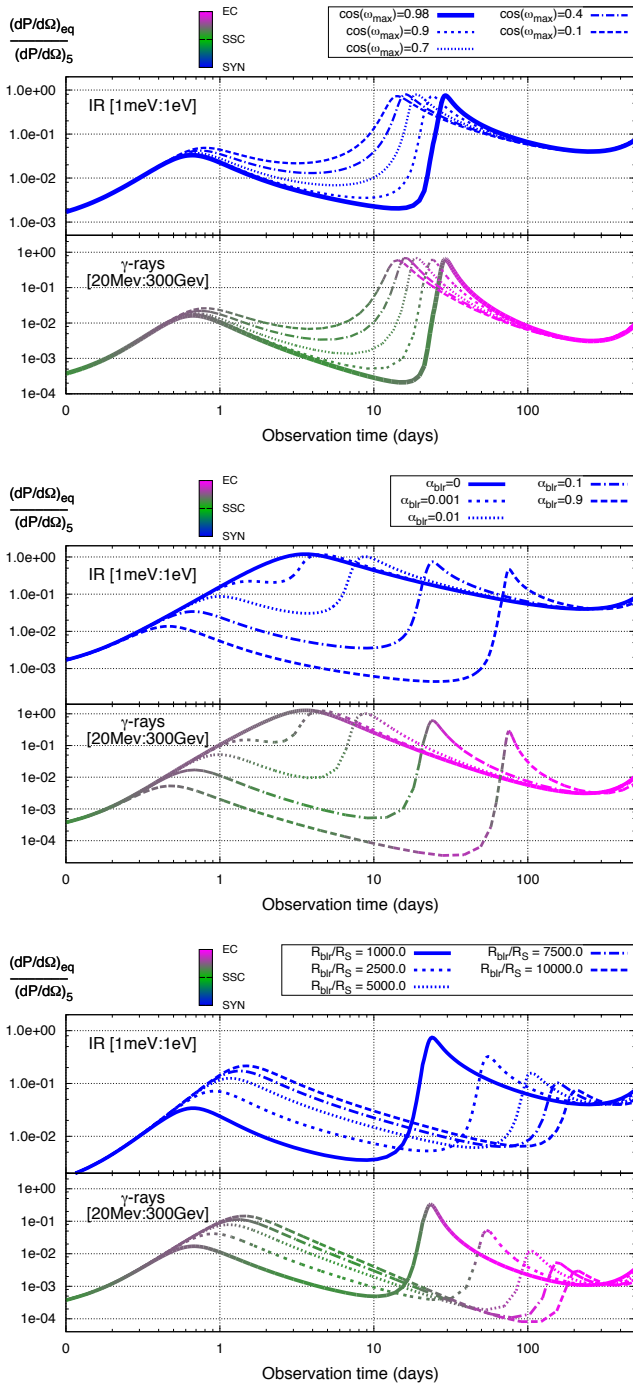 (dP/dΩ)eq
(dP/dΩ)5
EC
SSC
SYN
cos(ωmax)=0.98
cos(ωmax)=0.9
cos(ωmax)=0.7
cos(ωmax)=0.4
cos(ωmax)=0.1
IR [1meV:1eV]
1.0e+00
1.0e-01
1.0e-02
1.0e-03
γ-rays
[20Mev:300Gev]
1e+00
1e-01
1e-02
1e-03
1e-04
0 1 10 100
Observation time (days)
(dP/dΩ)eq
(dP/dΩ)5
EC
SSC
SYN
αblr=0
αblr=0.001
αblr=0.01
αblr=0.1
αblr=0.9
IR [1meV:1eV]
1.0e+00
1.0e-01
1.0e-02
1.0e-03
γ-rays
[20Mev:300Gev]
1e+00
1e-01
1e-02
1e-03
1e-04
0 1 10 100
Observation time (days)
(dP/dΩ)eq
(dP/dΩ)5
EC
SSC
SYN
Rblr/RS = 1000.0
Rblr/RS = 2500.0
Rblr/RS = 5000.0
Rblr/RS = 7500.0
Rblr/RS = 10000.0
IR [1meV:1eV]
1.0e+00
1.0e-01
1.0e-02
γ-rays
[20Mev:300Gev]
1e+00
1e-01
1e-02
1e-03
1e-04
0 1 10 100
Observation time (days)